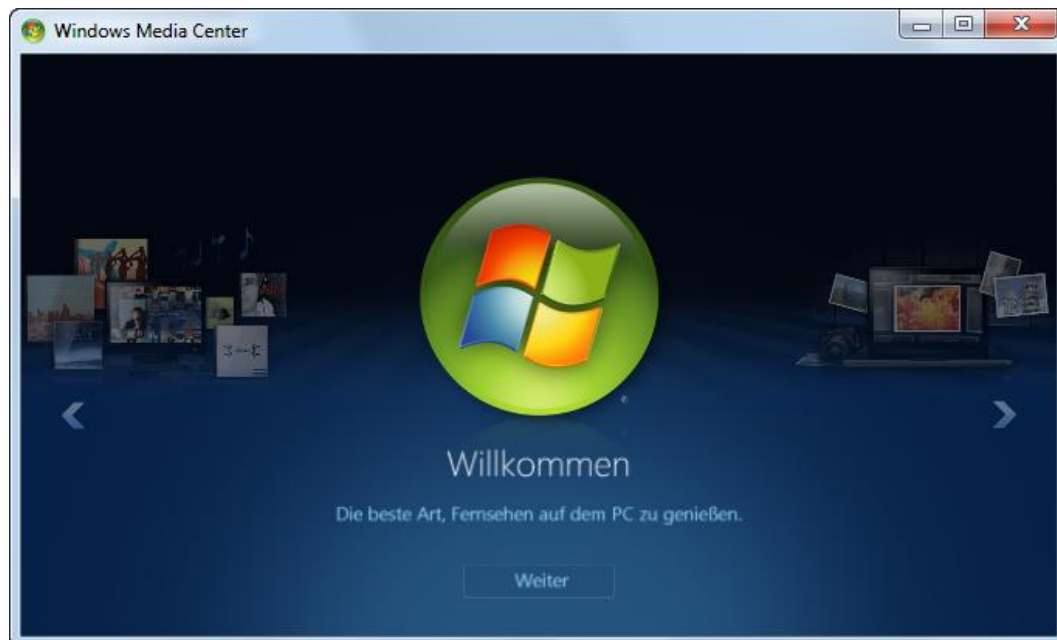 Windows Media Center
Willkommen
Die beste Art, Fernsehen auf dem PC zu genießen.
Weiter